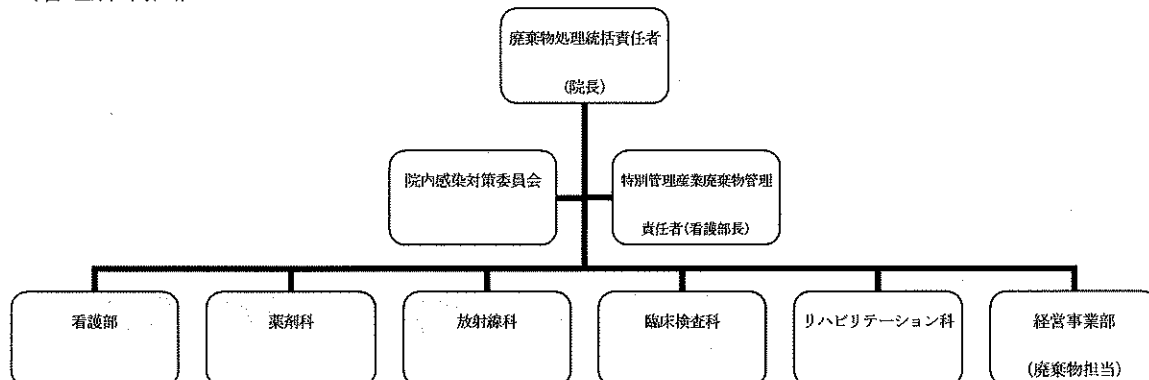 廃棄物処理統括責任者
(院長)
院内感染対策委員会
特別管理産業廃棄物管理
責任者(看護部長)
看護部
薬剤科
放射線科
臨床検査科
リハビリテーション科
経営事業部
(廃棄物担当)